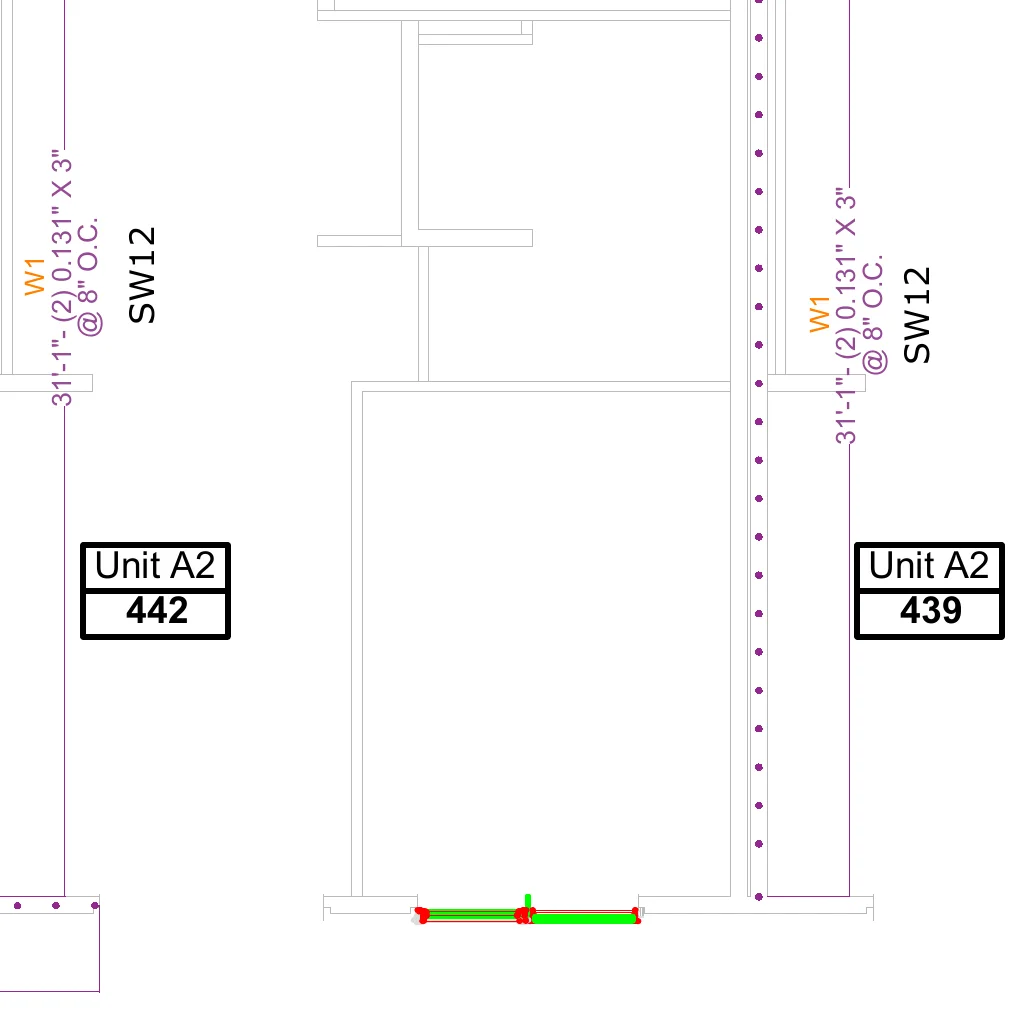 W1
31'-1"- (2) 0.131" X 3"
@ 8" O.C.
SW12
W1
31'-1"- (2) 0.131" X 3"
@ 8" O.C.
SW12
Unit A2
442
Unit A2
439